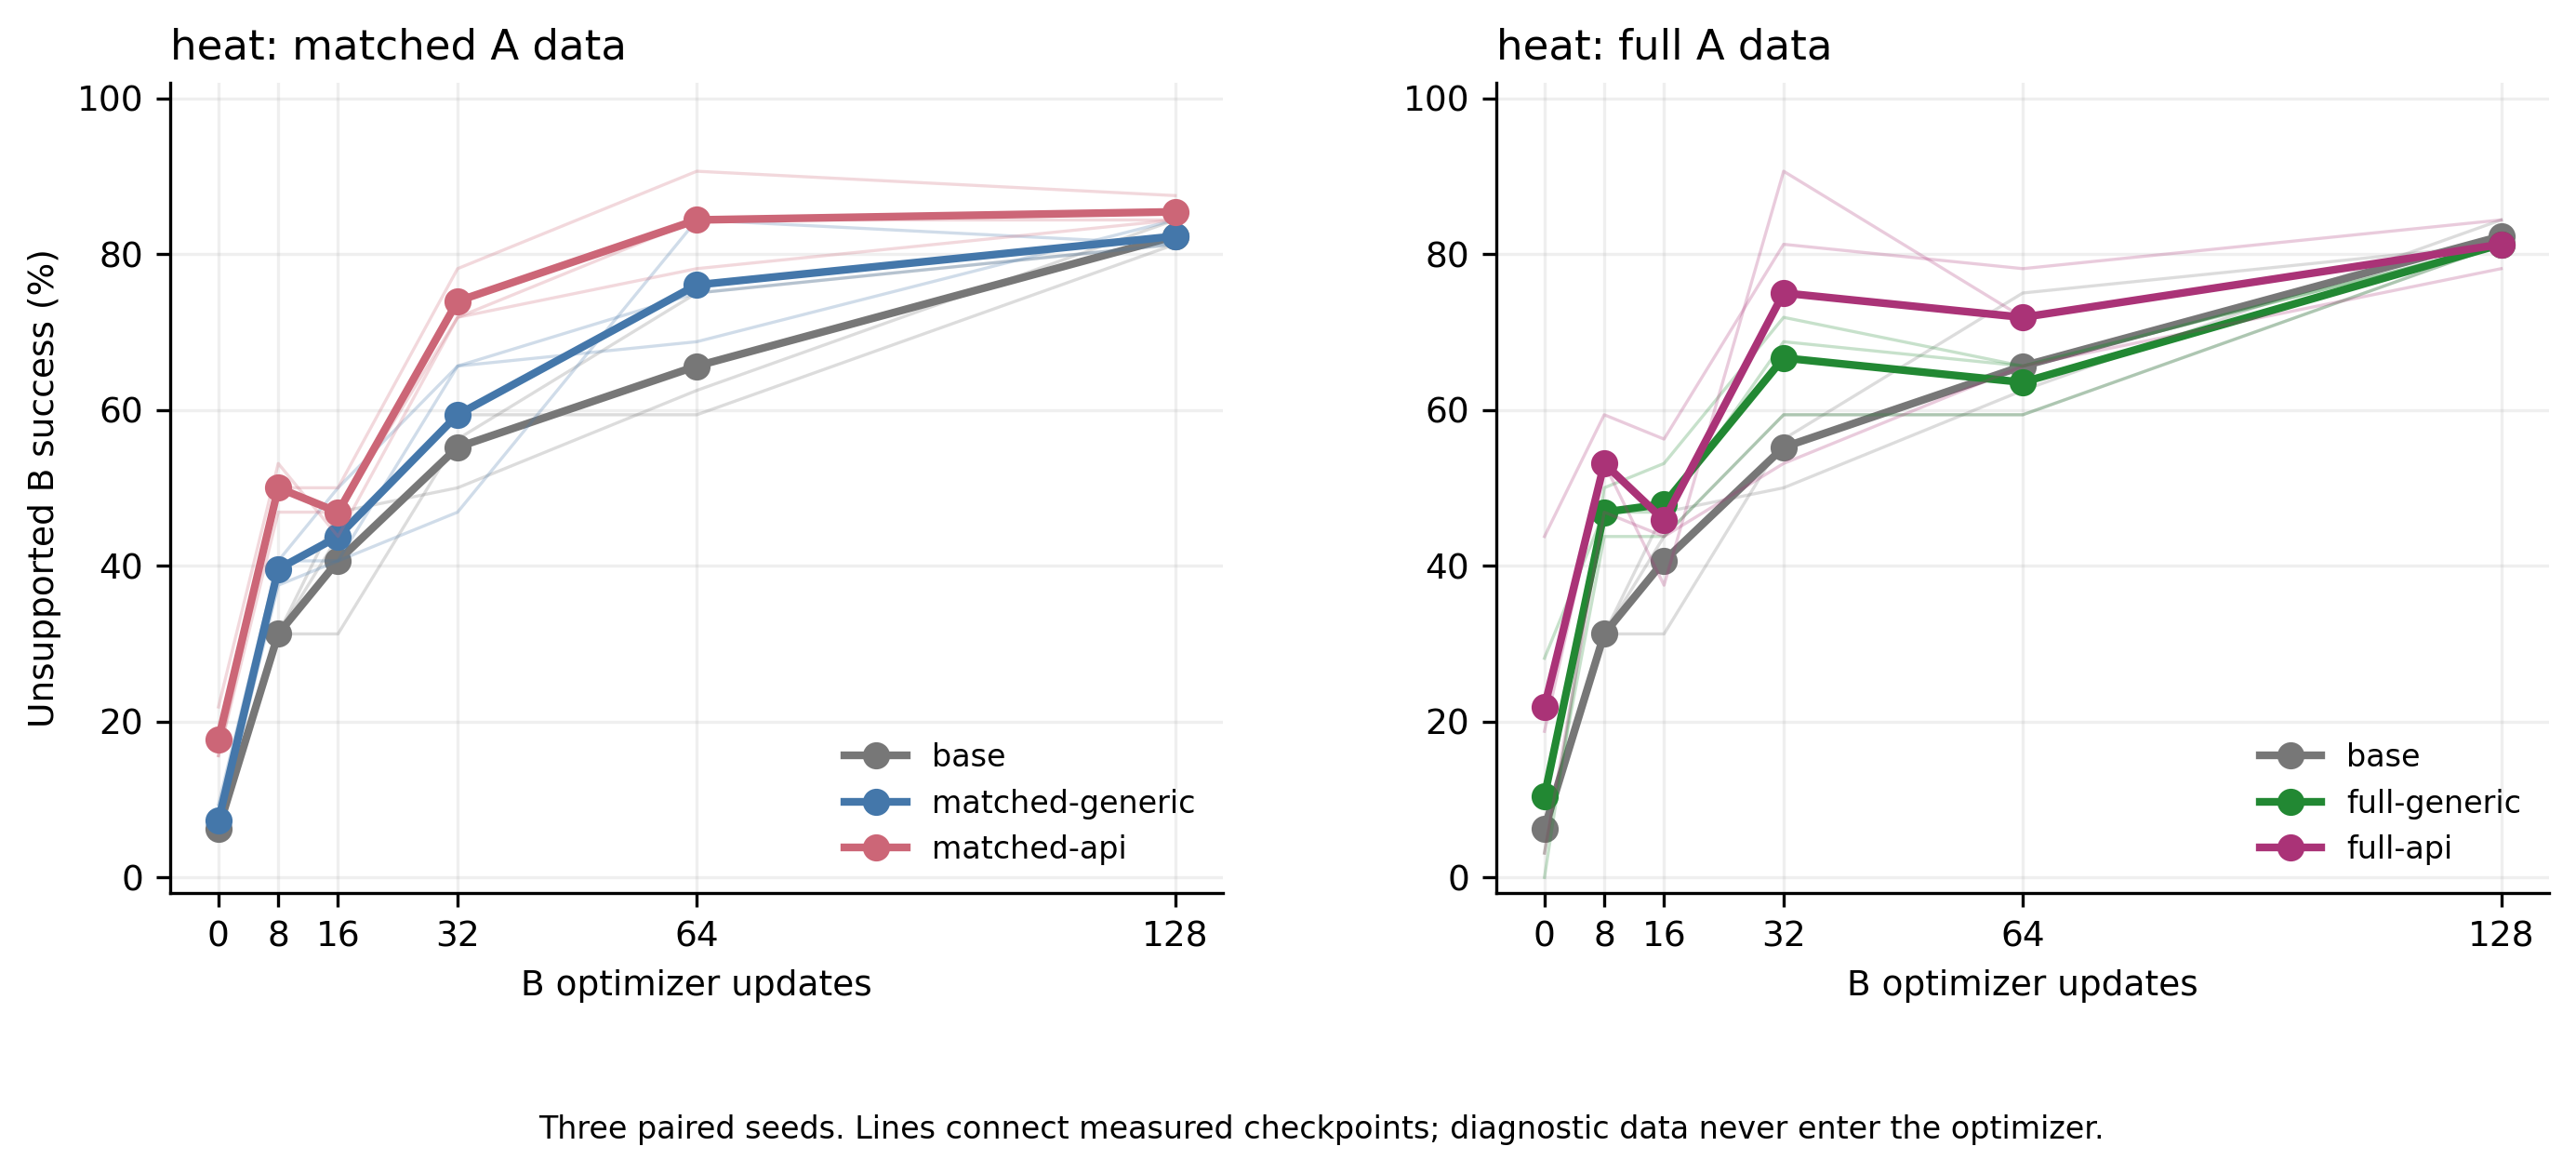 heat: matched A data
Unsupported B success (%)
100
80
60
40
20
0
0 8 16 32 64 128
B optimizer updates
base
matched-generic
matched-api
heat: full A data
100
80
60
40
20
0
0 8 16 32 64 128
B optimizer updates
base
full-generic
full-api
Three paired seeds. Lines connect measured checkpoints; diagnostic data never enter the optimizer.